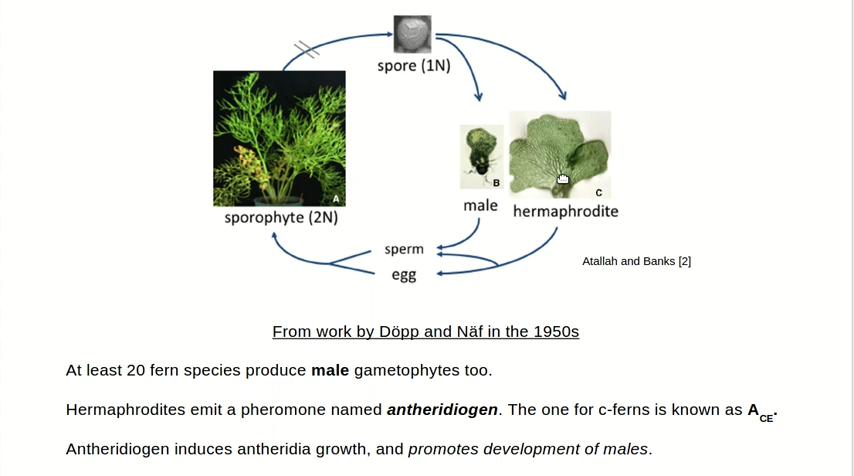 spore (1N)
A
B
C
sporophyte (2N)
male
hermaphrodite
sperm
egg
Atallah and Banks [2]
From work by Döpp and Näf in the 1950s
At least 20 fern species produce male gametophytes too.
Hermaphrodites emit a pheromone named antheridiogen. The one for c-ferns is known as ACE.
Antheridiogen induces antheridia growth, and promotes development of males.